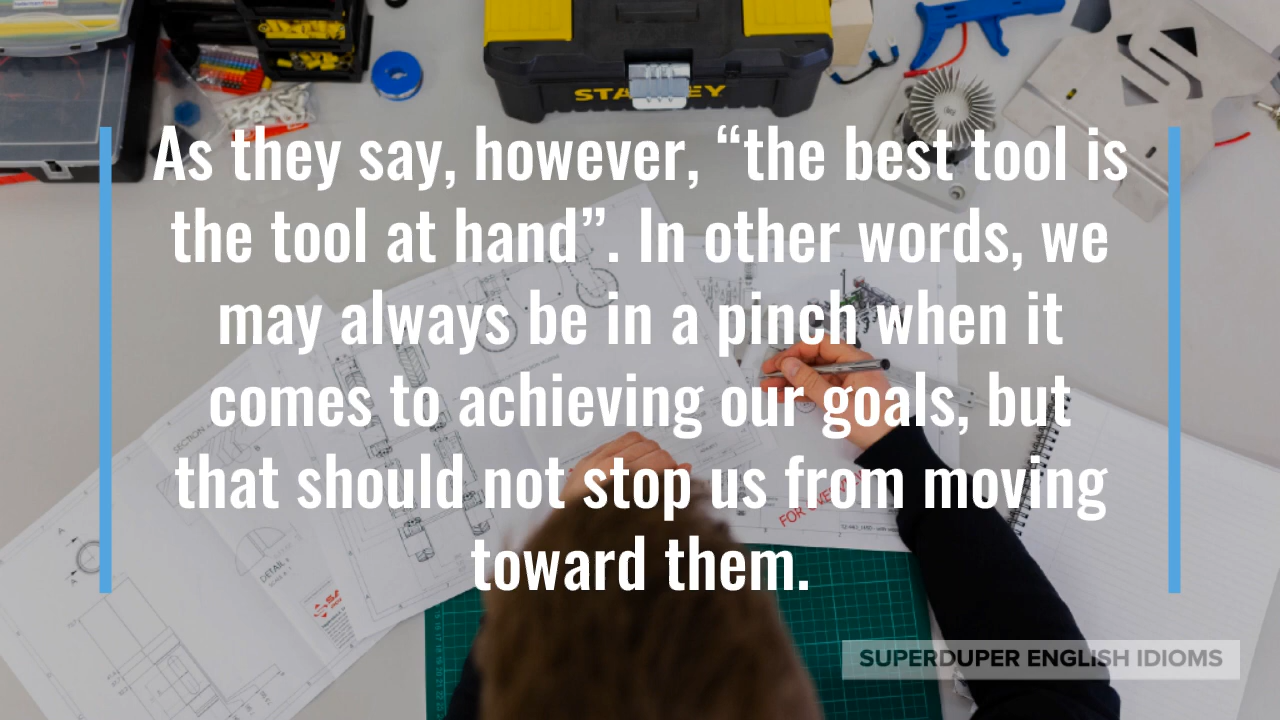 STANLEY
As they say, however, “the best tool is
the tool at hand”. In other words, we
may always be in a pinch when it
comes to achieving our goals, but
that should not stop us from moving
toward them.
SECTION A
DETAIL
SUPERDUPER ENGLISH IDIOMS